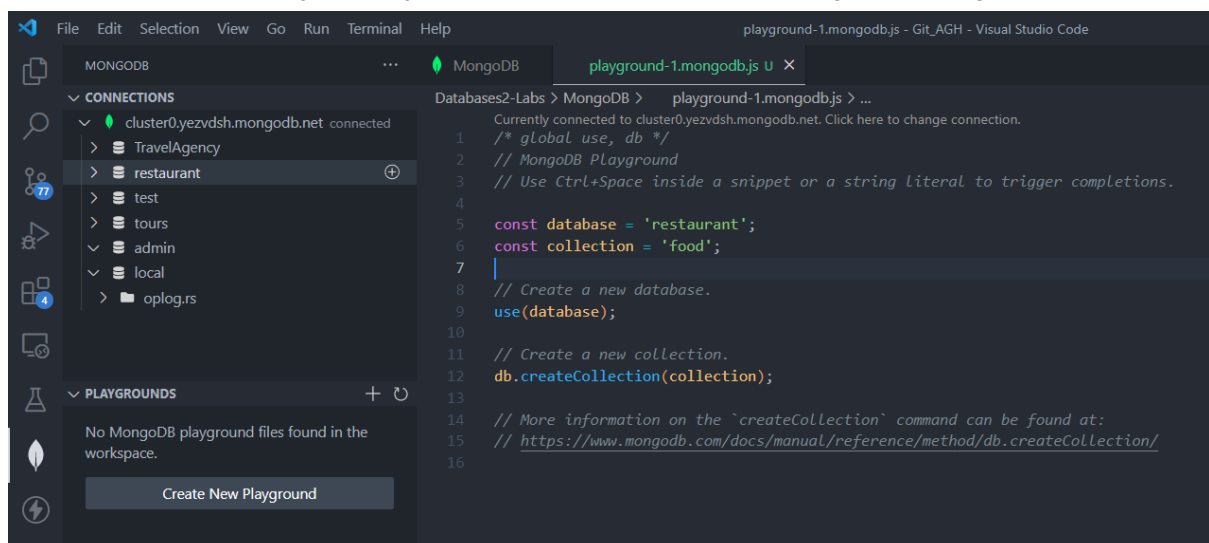 File Edit Selection View Go Run Terminal Help
playground-1.mongodb.js - Git_AGH - Visual Studio Code
MONGODB ...
CONNECTIONS
cluster0.yezvdsh.mongodb.net connected
TravelAgency
restaurant
test
tours
admin
local
oplog.rs
PLAYGROUNDS
No MongoDB playground files found in the
workspace.
Create New Playground
77
4
MongoDB
playground-1.mongodb.js U
Databases2-Labs > MongoDB > playground-1.mongodb.js > ...
Currently connected to cluster0.yezvdsh.mongodb.net. Click here to change connection.
1 /* global use, db */
2 // MongoDB Playground
3 // Use Ctrl+Space inside a snippet or a string literal to trigger completions.
4
5 const database = 'restaurant';
6 const collection = 'food';
7
8 // Create a new database.
9 use(database);
10
11 // Create a new collection.
12 db.createCollection(collection);
13
14 // More information on the `createCollection` command can be found at:
15 // https://www.mongodb.com/docs/manual/reference/method/db.createCollection/
16